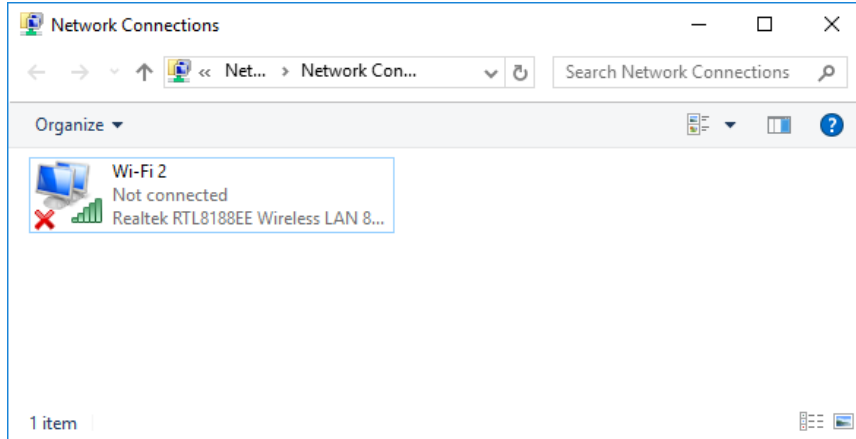 Network Connections
« Net... › Network Con...
Search Network Connections
Organize
Wi-Fi 2
Not connected
Realtek RTL8188EE Wireless LAN 8...
1 item